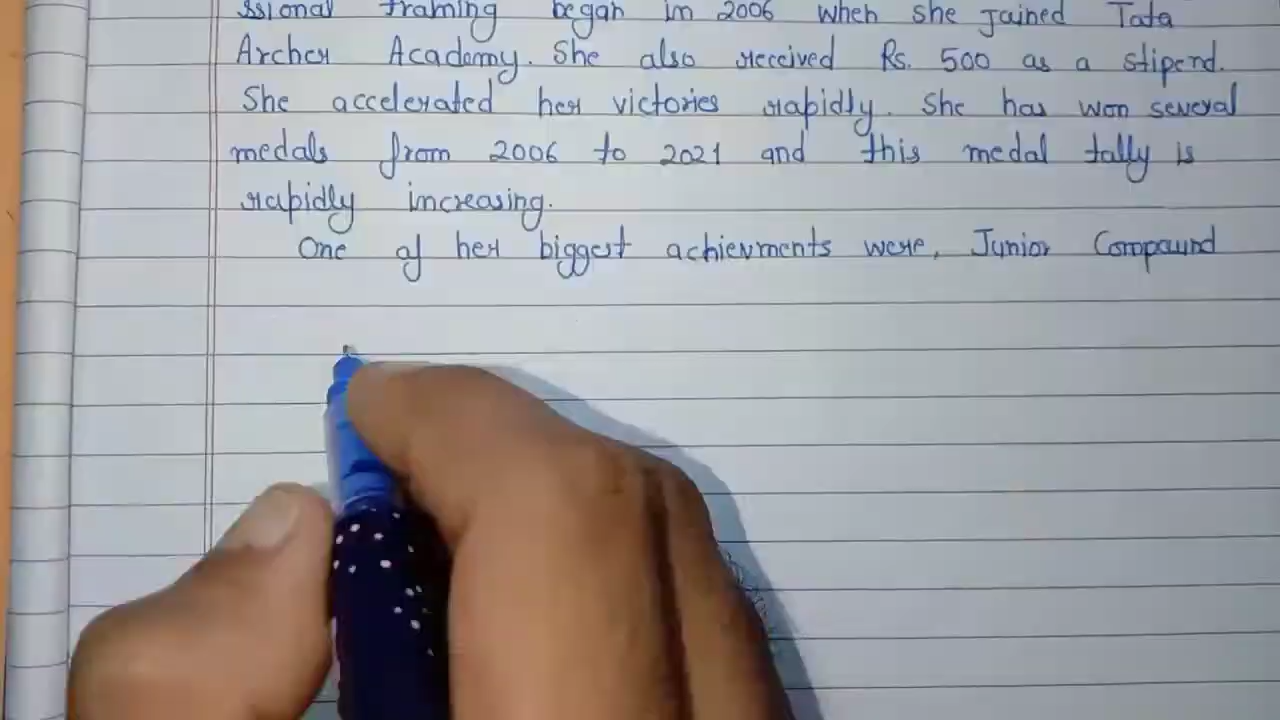 ssional training began in 2006 when she joined Tata
Archer Academy. She also received Rs. 500 as a stipend.
She accelerated her victories rapidly. She has won several
medals from 2006 to 2021 and this medal tally is
rapidly increasing.
One of her biggest achievments were, Junior Compound